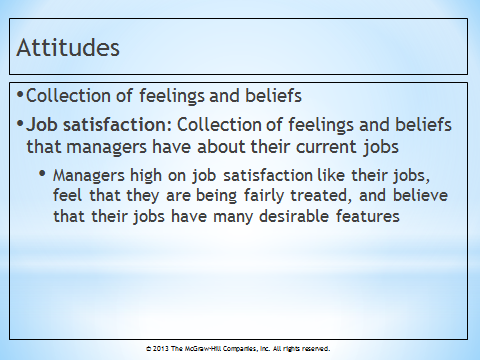 Attitudes
•Collection of feelings and beliefs
•Job satisfaction: Collection of feelings and beliefs
that managers have about their current jobs
• Managers high on job satisfaction like their jobs,
feel that they are being fairly treated, and believe
that their jobs have many desirable features
© 2013 The McGraw-Hill Companies, Inc. All rights reserved.